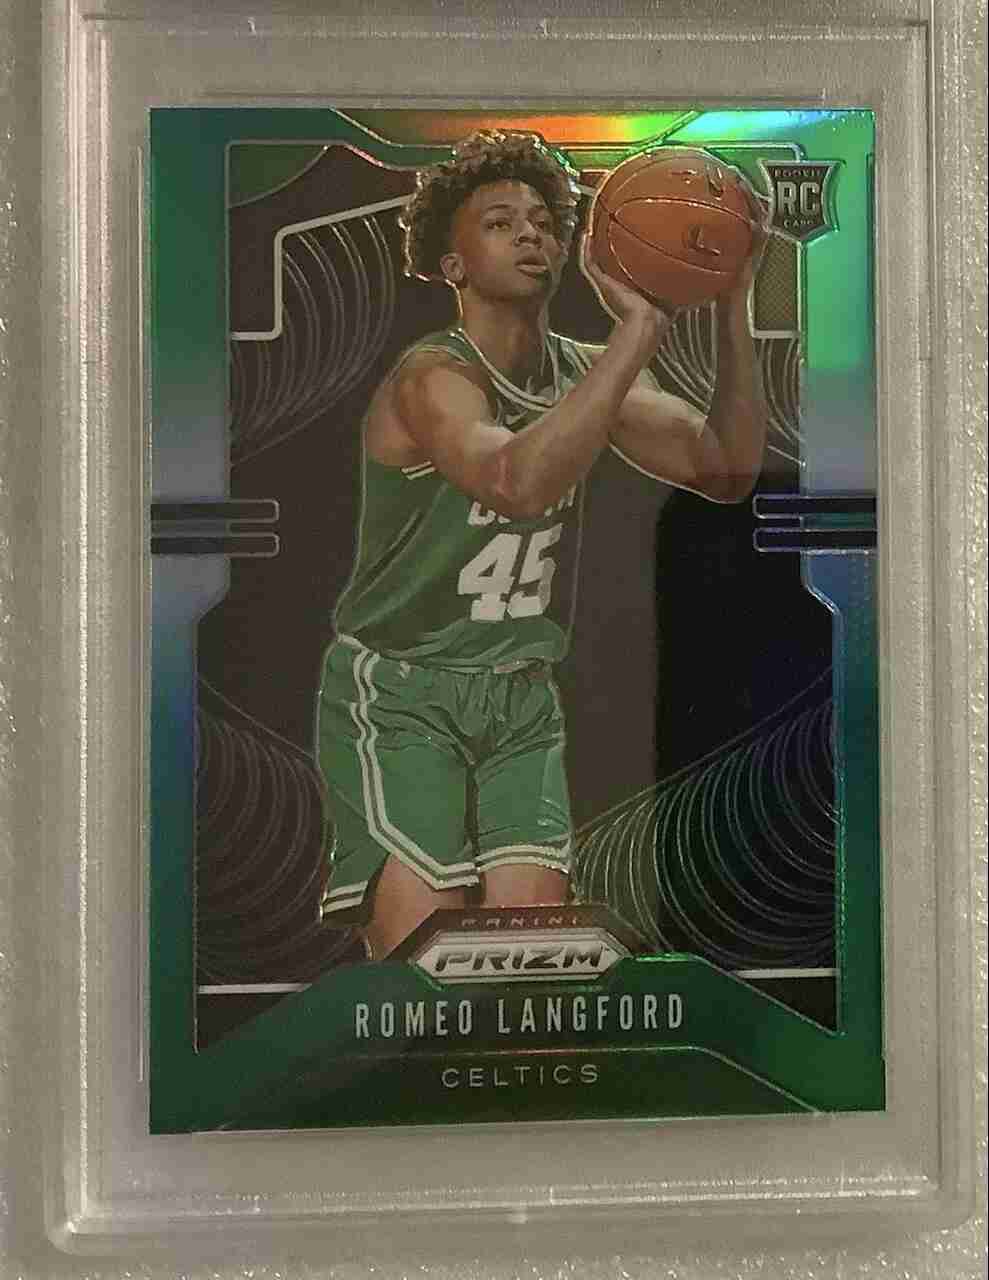 ROOKIE
RC
CARD
45
PANINI
PRIZM
ROMEO LANGFORD
CELTICS